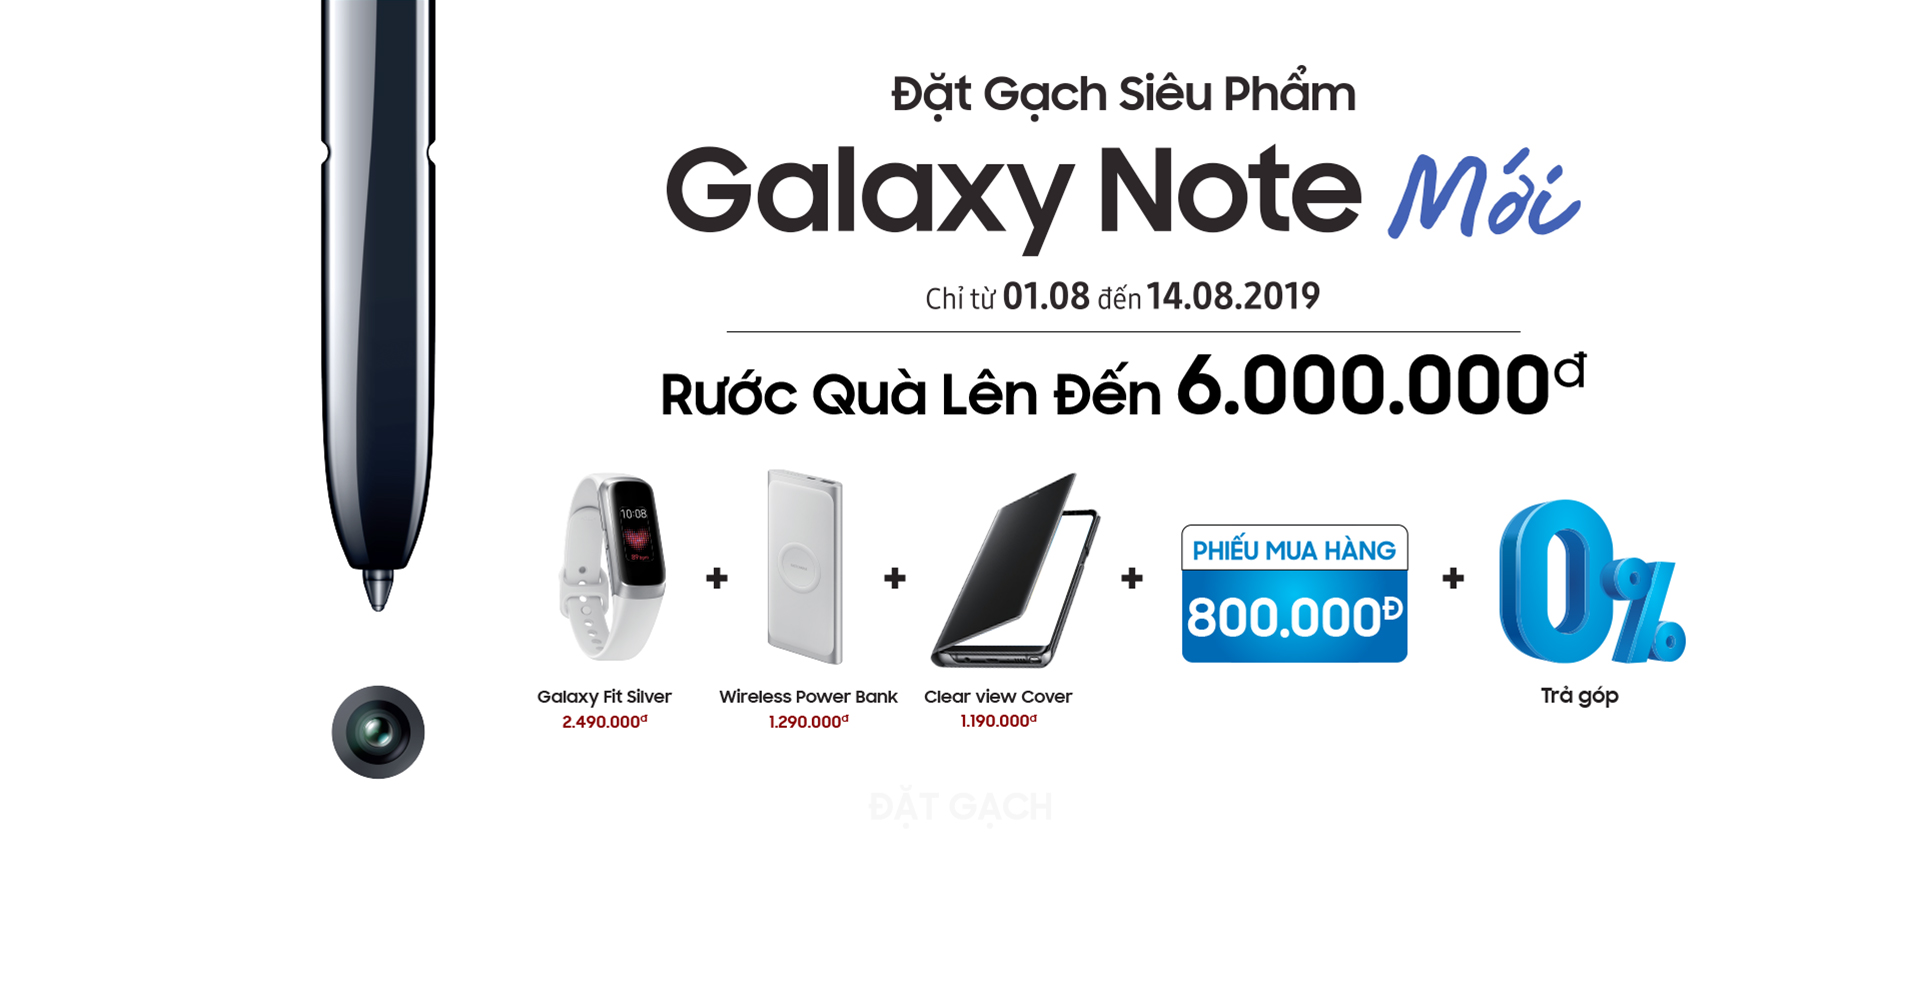 Đặt Gạch Siêu Phẩm
Galaxy Note Mới
Chỉ từ 01.08 đến 14.08.2019
Rước Quà Lên Đến 6.000.000đ
10:08
PHIẾU MUA HÀNG
800.000Đ
0%
+ + + +
Galaxy Fit Silver
2.490.000đ
Wireless Power Bank
1.290.000đ
Clear view Cover
1.190.000đ
Trả góp
ĐẶT GẠCH